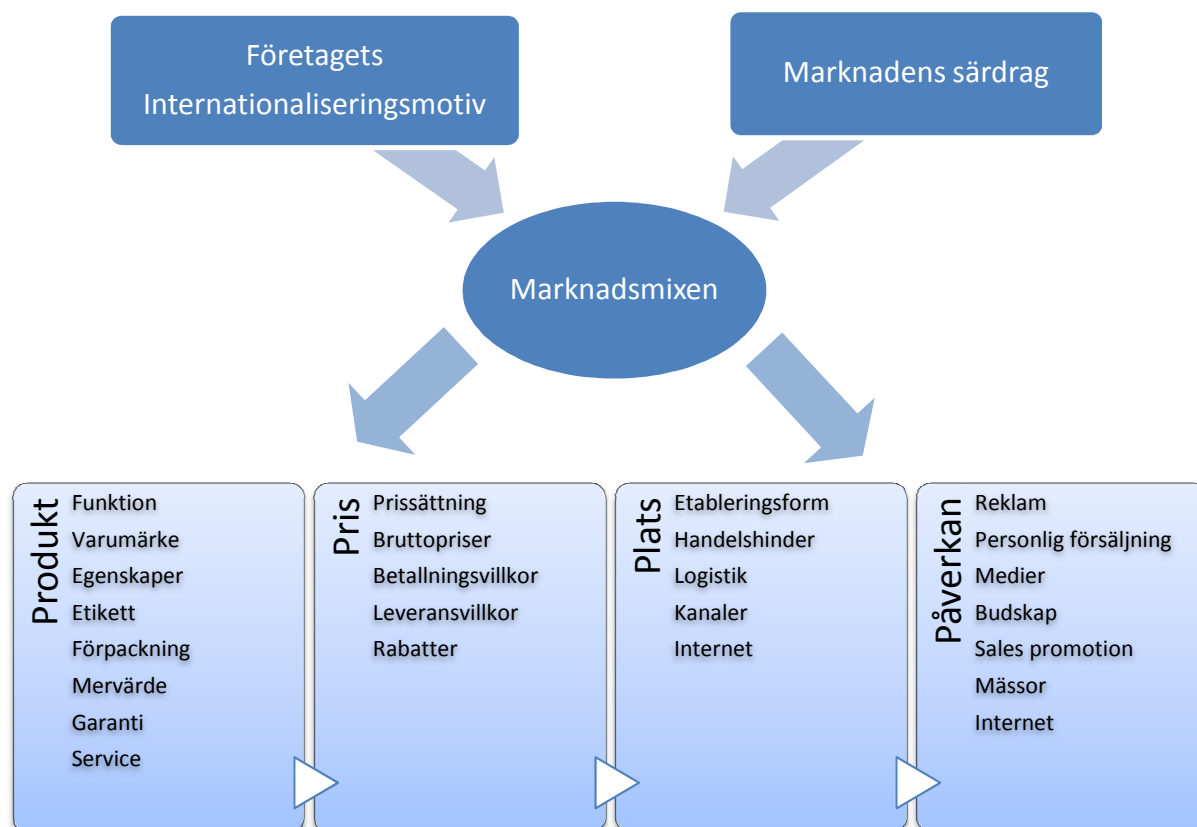 Företagets
Internationaliseringsmotiv
Marknadens särdrag
Marknadsmixen
Produkt
Funktion
Varumärke
Egenskaper
Etikett
Förpackning
Mervärde
Garanti
Service
Pris
Prissättning
Bruttopriser
Betallningsvillkor
Leveransvillkor
Rabatter
Plats
Etableringsform
Handelshinder
Logistik
Kanaler
Internet
Påverkan
Reklam
Personlig försäljning
Medier
Budskap
Sales promotion
Mässor
Internet